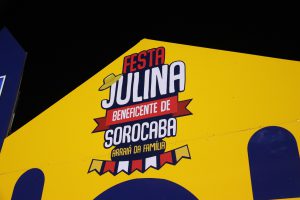 FESTA
JULINA
BENEFICENTE DE
SOROCABA
ARRAIÁ DA FAMÍLIA